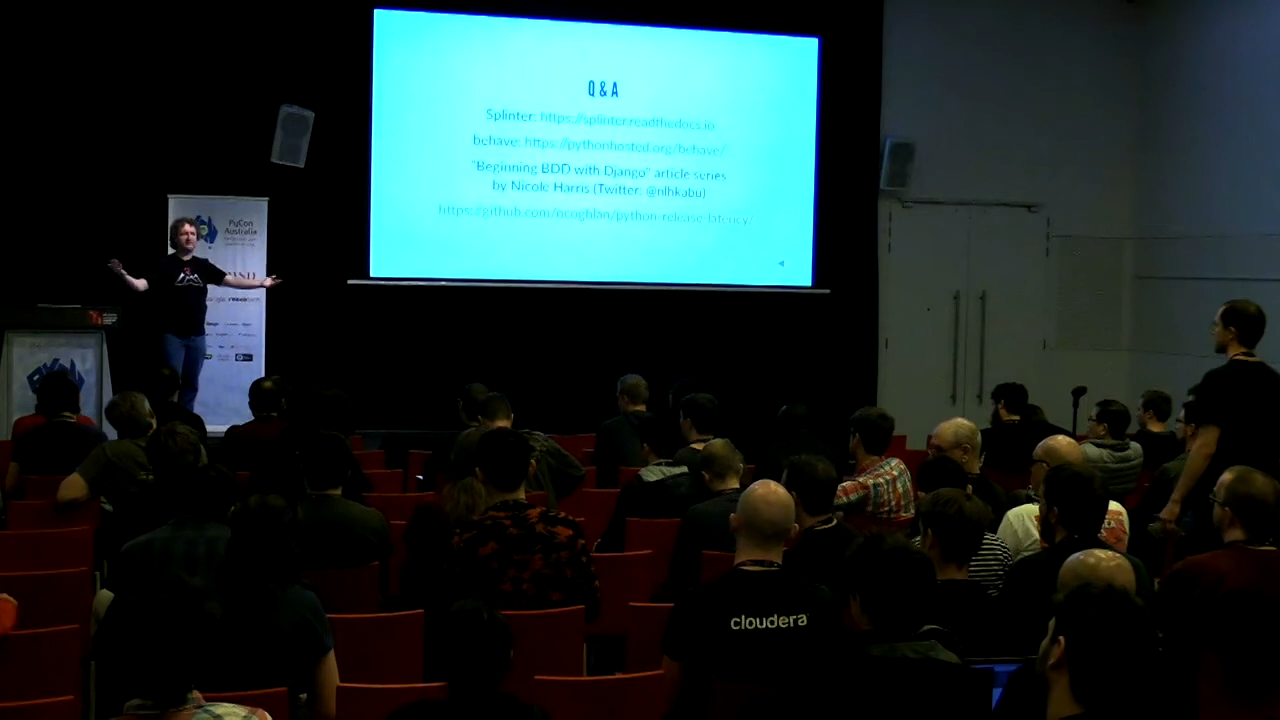 Q & A
Splinter: https://splinter.readthedocs.io
behave: https://pythonhosted.org/behave/
"Beginning BDD with Django" article series
by Nicole Harris (Twitter: @nlhkabu)
https://github.com/ncoghlan/python-release-latency/
PyCon
Australia
cloudera